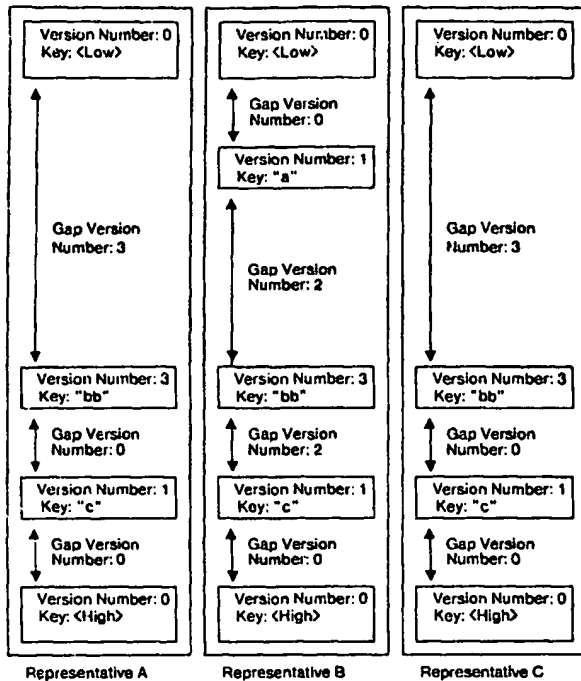 Version Number: 0
Key: <Low>
Gap Version
Number: 3
Version Number: 3
Key: "bb"
Gap Version
Number: 0
Version Number: 1
Key: "c"
Gap Version
Number: 0
Version Number: 0
Key: <High>
Representative A
Version Number: 0
Key: <Low>
Gap Version
Number: 0
Version Number: 1
Key: "a"
Gap Version
Number: 2
Version Number: 3
Key: "bb"
Gap Version
Number: 2
Version Number: 1
Key: "c"
Gap Version
Number: 0
Version Number: 0
Key: <High>
Representative B
Version Number: 0
Key: <Low>
Gap Version
Number: 3
Version Number: 3
Key: "bb"
Gap Version
Number: 0
Version Number: 1
Key: "c"
Gap Version
Number: 0
Version Number: 0
Key: <High>
Representative C